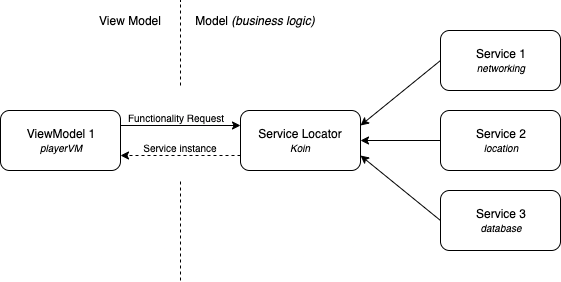 View Model
Model (business logic)
Service 1
networking
Functionality Request
ViewModel 1
playerVM
Service Locator
Koin
Service 2
location
Service instance
Service 3
database